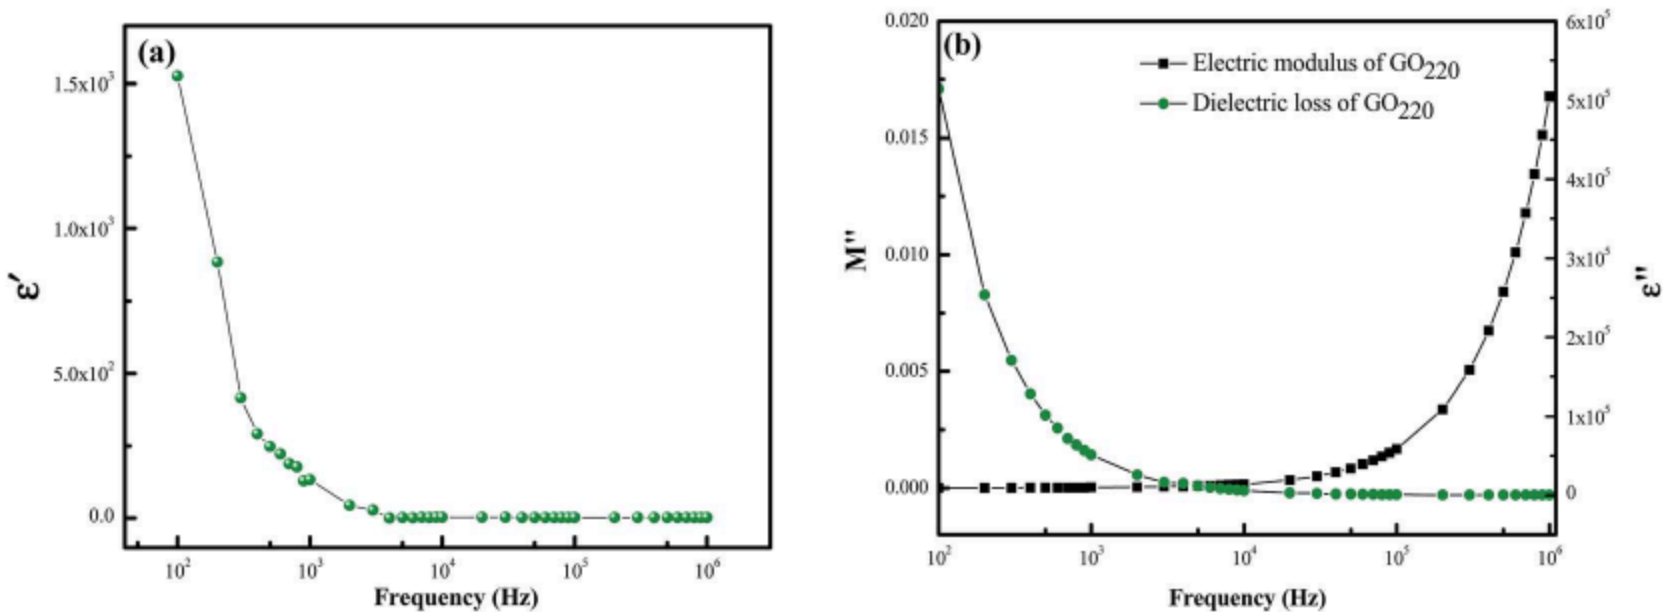 (a)
1.5x10³
1.0x10³
5.0x10²
0.0
ε′
10² 10³ 10⁴ 10⁵ 10⁶
Frequency (Hz)
(b)
Electric modulus of GO₂₂₀
Dielectric loss of GO₂₂₀
0.020
0.015
0.010
0.005
0.000
M''
6x10⁵
5x10⁵
4x10⁵
3x10⁵
2x10⁵
1x10⁵
0
ε''
10² 10³ 10⁴ 10⁵ 10⁶
Frequency (Hz)